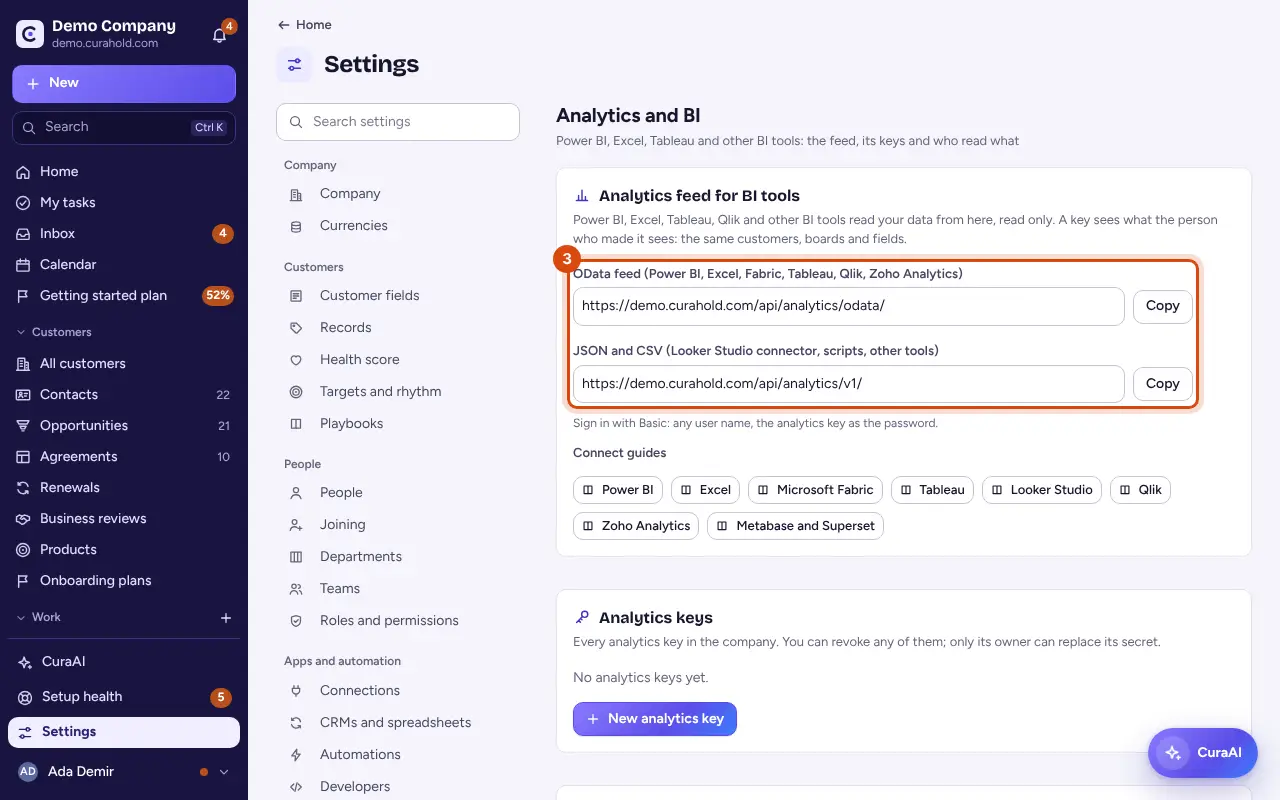 Demo Company
demo.curahold.com
4
New
Search
Ctrl K
Home
My tasks
Inbox
4
Calendar
Getting started plan
52%
Customers
All customers
Contacts
22
Opportunities
21
Agreements
10
Renewals
Business reviews
Products
Onboarding plans
Work
CuraAI
Setup health
5
Settings
AD
Ada Demir
Home
Settings
Search settings
Company
Company
Currencies
Customers
Customer fields
Records
Health score
Targets and rhythm
Playbooks
People
People
Joining
Departments
Teams
Roles and permissions
Apps and automation
Connections
CRMs and spreadsheets
Automations
Developers
Analytics and BI
Power BI, Excel, Tableau and other BI tools: the feed, its keys and who read what
Analytics feed for BI tools
Power BI, Excel, Tableau, Qlik and other BI tools read your data from here, read only. A key sees what the person
who made it sees: the same customers, boards and fields.
3
OData feed (Power BI, Excel, Fabric, Tableau, Qlik, Zoho Analytics)
https://demo.curahold.com/api/analytics/odata/
Copy
JSON and CSV (Looker Studio connector, scripts, other tools)
https://demo.curahold.com/api/analytics/v1/
Copy
Sign in with Basic: any user name, the analytics key as the password.
Connect guides
Power BI
Excel
Microsoft Fabric
Tableau
Looker Studio
Qlik
Zoho Analytics
Metabase and Superset
Analytics keys
Every analytics key in the company. You can revoke any of them; only its owner can replace its secret.
No analytics keys yet.
New analytics key
CuraAI